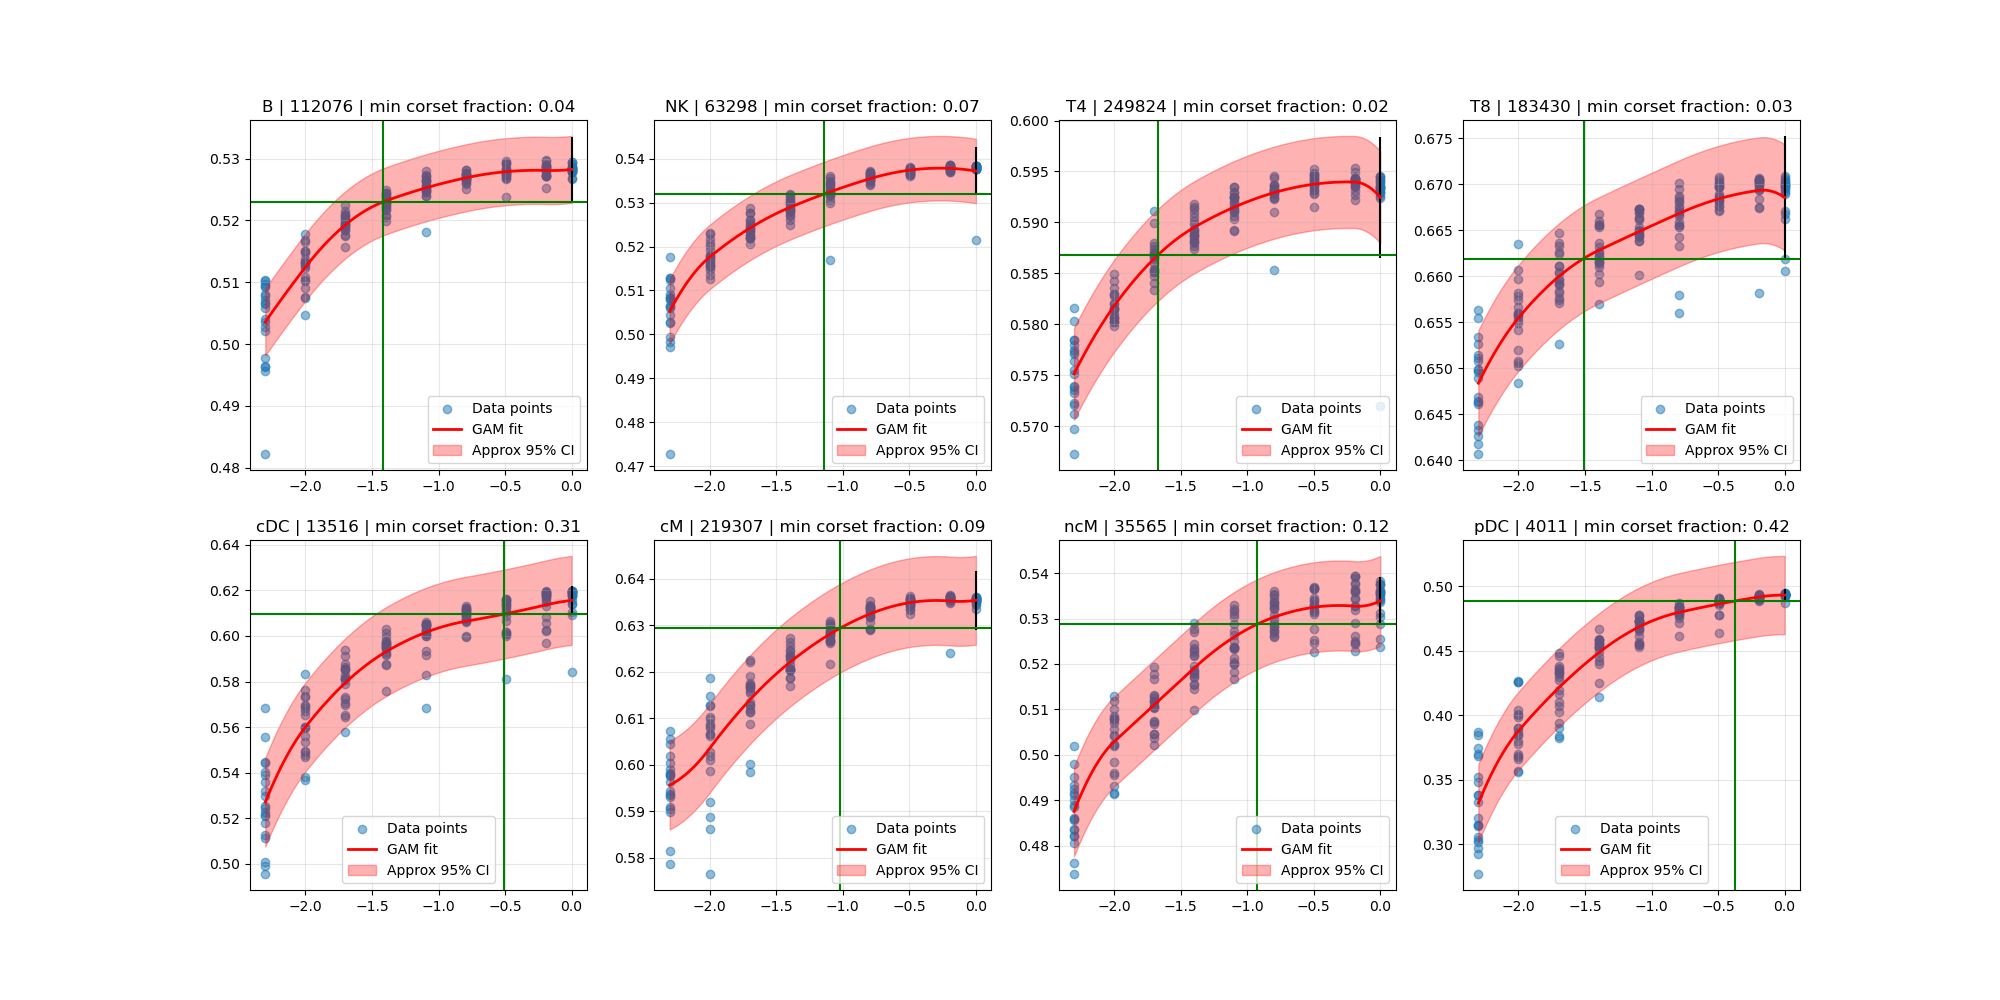 B | 112076 | min corset fraction: 0.04
0.53
0.52
0.51
0.50
0.49
0.48
−2.0 −1.5 −1.0 −0.5 0.0
Data points
GAM fit
Approx 95% CI
NK | 63298 | min corset fraction: 0.07
0.54
0.53
0.52
0.51
0.50
0.49
0.48
0.47
−2.0 −1.5 −1.0 −0.5 0.0
Data points
GAM fit
Approx 95% CI
T4 | 249824 | min corset fraction: 0.02
0.600
0.595
0.590
0.585
0.580
0.575
0.570
−2.0 −1.5 −1.0 −0.5 0.0
Data points
GAM fit
Approx 95% CI
T8 | 183430 | min corset fraction: 0.03
0.675
0.670
0.665
0.660
0.655
0.650
0.645
0.640
−2.0 −1.5 −1.0 −0.5 0.0
Data points
GAM fit
Approx 95% CI
cDC | 13516 | min corset fraction: 0.31
0.64
0.62
0.60
0.58
0.56
0.54
0.52
0.50
−2.0 −1.5 −1.0 −0.5 0.0
Data points
GAM fit
Approx 95% CI
cM | 219307 | min corset fraction: 0.09
0.64
0.63
0.62
0.61
0.60
0.59
0.58
−2.0 −1.5 −1.0 −0.5 0.0
Data points
GAM fit
Approx 95% CI
ncM | 35565 | min corset fraction: 0.12
0.54
0.53
0.52
0.51
0.50
0.49
0.48
−2.0 −1.5 −1.0 −0.5 0.0
Data points
GAM fit
Approx 95% CI
pDC | 4011 | min corset fraction: 0.42
0.50
0.45
0.40
0.35
0.30
−2.0 −1.5 −1.0 −0.5 0.0
Data points
GAM fit
Approx 95% CI